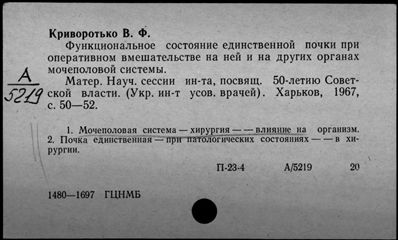 Криворотько В. Ф.
Функциональное состояние единственной почки при
оперативном вмешательстве на ней и на других органах
мочеполовой системы.
А
5219
Матер. Науч. сессии ин-та, посвящ. 50-летию Совет-
ской власти. (Укр. ин-т усов. врачей). Харьков, 1967,
с. 50—52.
1. Мочеполовая система — хирургия — — влияние на организм.
2. Почка единственная — при патологических состояниях — — в хи-
рургии.
П-23-4 А/5219 20
1480—1697 ГЦНМБ